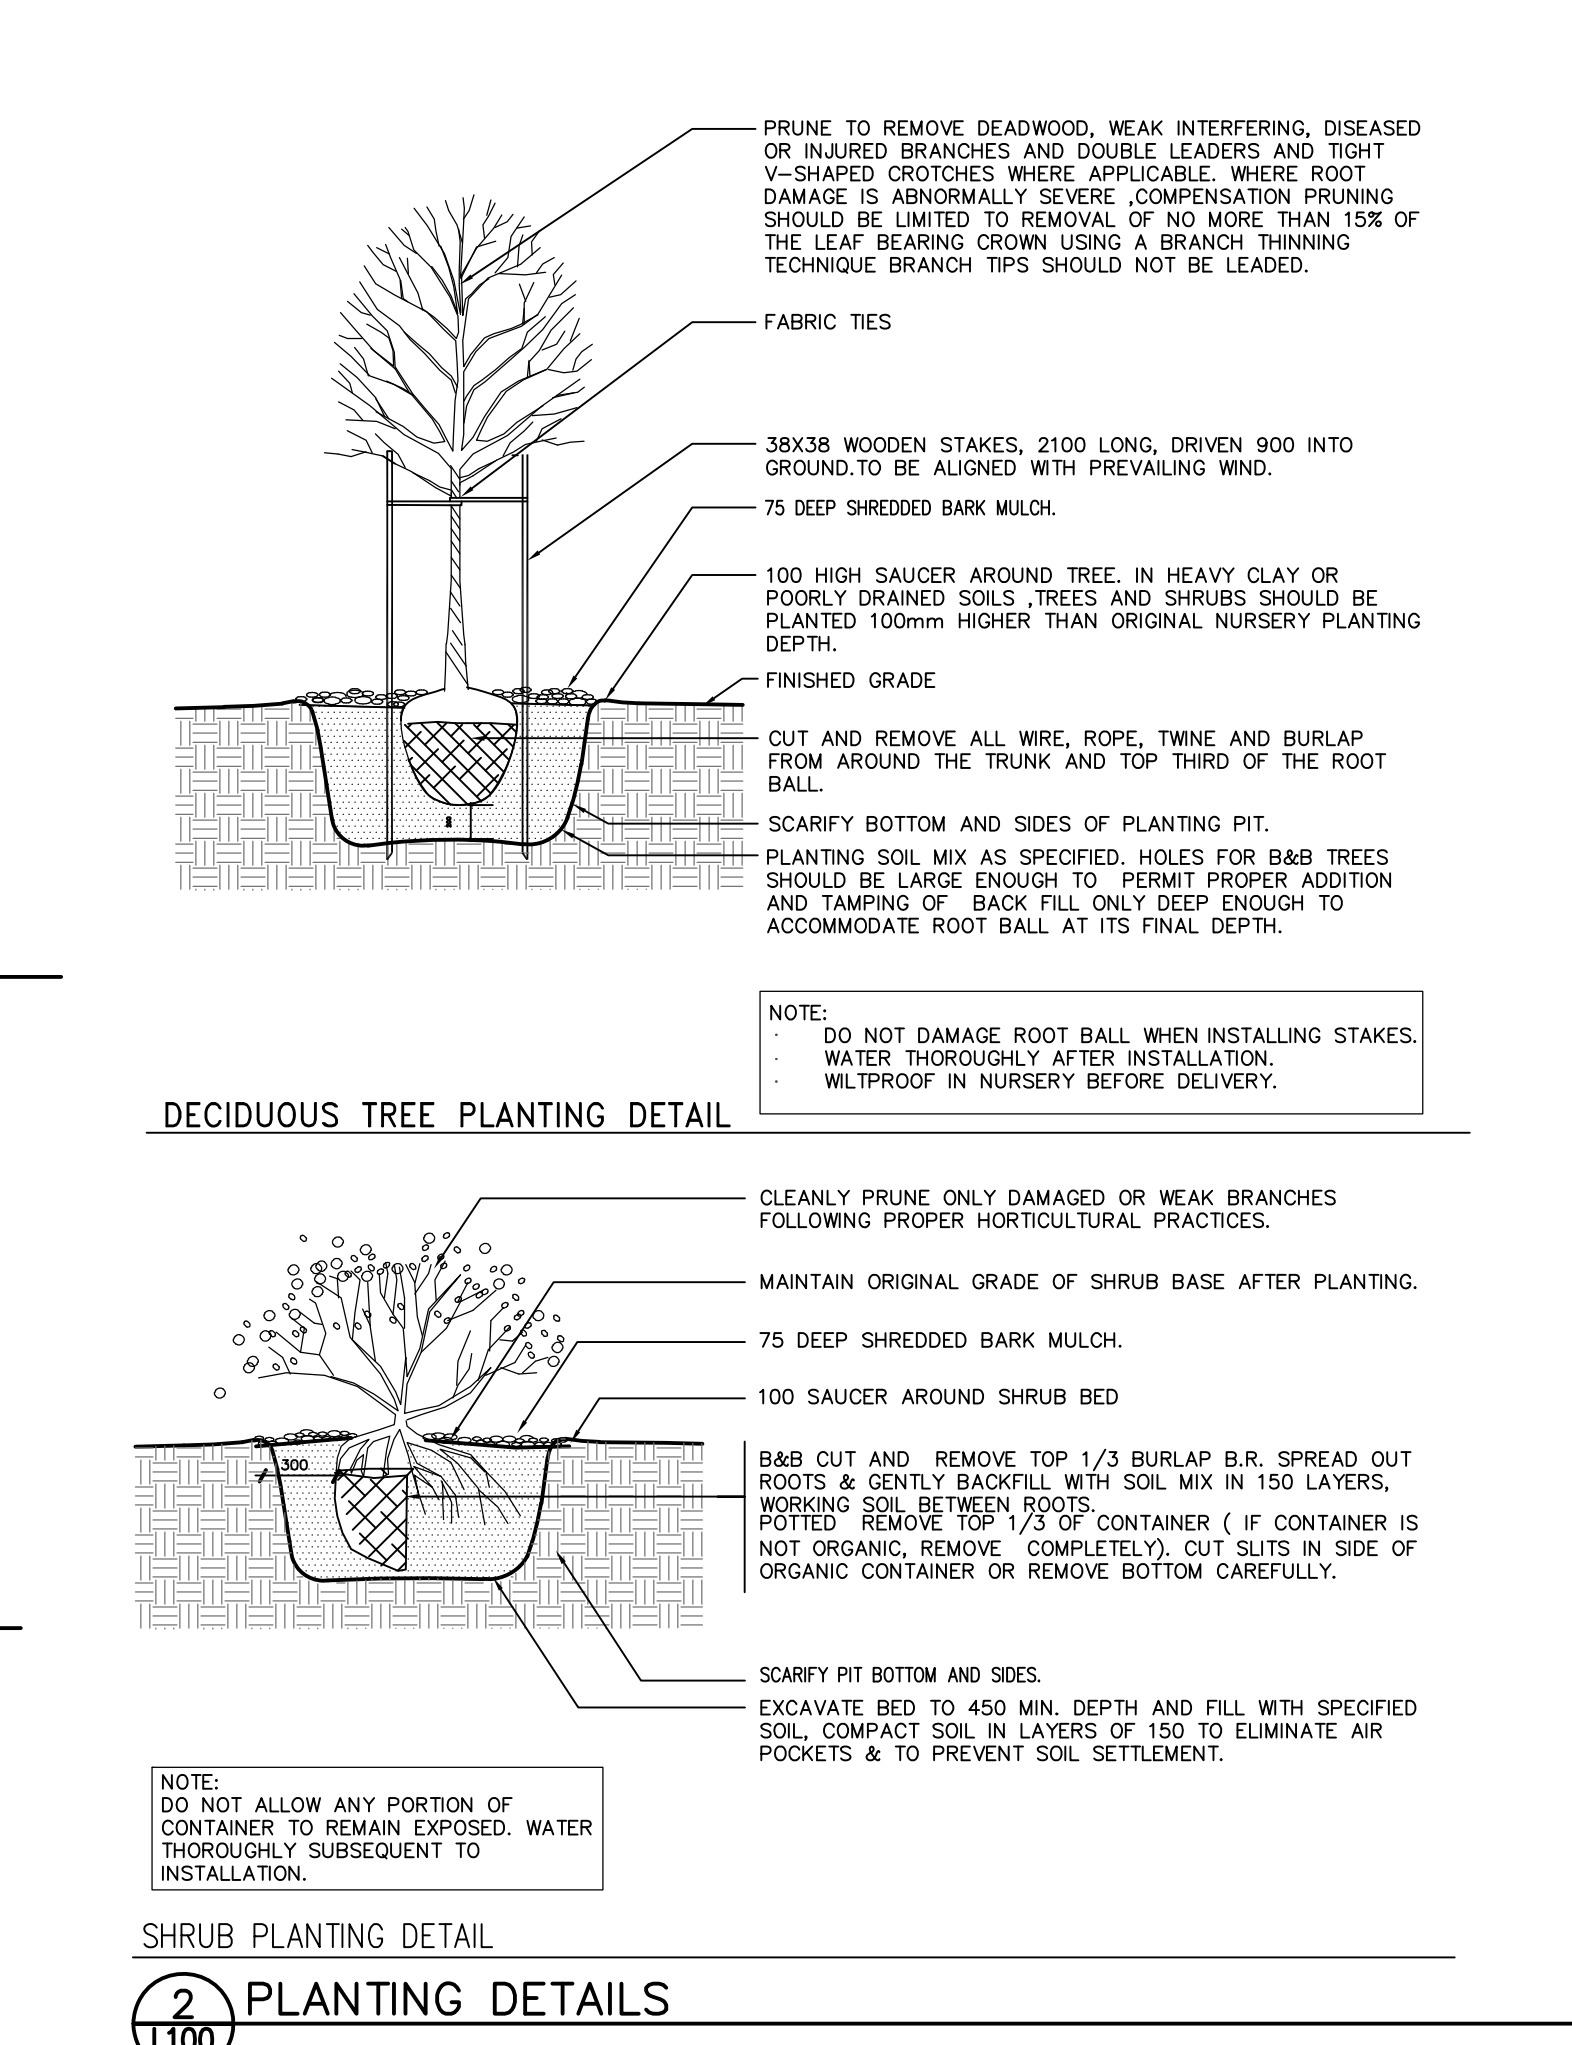 PRUNE TO REMOVE DEADWOOD, WEAK INTERFERING, DISEASED
OR INJURED BRANCHES AND DOUBLE LEADERS AND TIGHT
V-SHAPED CROTCHES WHERE APPLICABLE. WHERE ROOT
DAMAGE IS ABNORMALLY SEVERE ,COMPENSATION PRUNING
SHOULD BE LIMITED TO REMOVAL OF NO MORE THAN 15% OF
THE LEAF BEARING CROWN USING A BRANCH THINNING
TECHNIQUE BRANCH TIPS SHOULD NOT BE LEADED.
FABRIC TIES
38X38 WOODEN STAKES, 2100 LONG, DRIVEN 900 INTO
GROUND.TO BE ALIGNED WITH PREVAILING WIND.
75 DEEP SHREDDED BARK MULCH.
100 HIGH SAUCER AROUND TREE. IN HEAVY CLAY OR
POORLY DRAINED SOILS ,TREES AND SHRUBS SHOULD BE
PLANTED 100mm HIGHER THAN ORIGINAL NURSERY PLANTING
DEPTH.
FINISHED GRADE
CUT AND REMOVE ALL WIRE, ROPE, TWINE AND BURLAP
FROM AROUND THE TRUNK AND TOP THIRD OF THE ROOT
BALL.
SCARIFY BOTTOM AND SIDES OF PLANTING PIT.
PLANTING SOIL MIX AS SPECIFIED. HOLES FOR B&B TREES
SHOULD BE LARGE ENOUGH TO PERMIT PROPER ADDITION
AND TAMPING OF BACK FILL ONLY DEEP ENOUGH TO
ACCOMMODATE ROOT BALL AT ITS FINAL DEPTH.
NOTE:
· DO NOT DAMAGE ROOT BALL WHEN INSTALLING STAKES.
· WATER THOROUGHLY AFTER INSTALLATION.
· WILTPROOF IN NURSERY BEFORE DELIVERY.
DECIDUOUS TREE PLANTING DETAIL
CLEANLY PRUNE ONLY DAMAGED OR WEAK BRANCHES
FOLLOWING PROPER HORTICULTURAL PRACTICES.
MAINTAIN ORIGINAL GRADE OF SHRUB BASE AFTER PLANTING.
75 DEEP SHREDDED BARK MULCH.
100 SAUCER AROUND SHRUB BED
300
B&B CUT AND REMOVE TOP 1/3 BURLAP B.R. SPREAD OUT
ROOTS & GENTLY BACKFILL WITH SOIL MIX IN 150 LAYERS,
WORKING SOIL BETWEEN ROOTS.
POTTED REMOVE TOP 1/3 OF CONTAINER ( IF CONTAINER IS
NOT ORGANIC, REMOVE COMPLETELY). CUT SLITS IN SIDE OF
ORGANIC CONTAINER OR REMOVE BOTTOM CAREFULLY.
SCARIFY PIT BOTTOM AND SIDES.
EXCAVATE BED TO 450 MIN. DEPTH AND FILL WITH SPECIFIED
SOIL, COMPACT SOIL IN LAYERS OF 150 TO ELIMINATE AIR
POCKETS & TO PREVENT SOIL SETTLEMENT.
NOTE:
DO NOT ALLOW ANY PORTION OF
CONTAINER TO REMAIN EXPOSED. WATER
THOROUGHLY SUBSEQUENT TO
INSTALLATION.
SHRUB PLANTING DETAIL
2
PLANTING DETAILS
L100